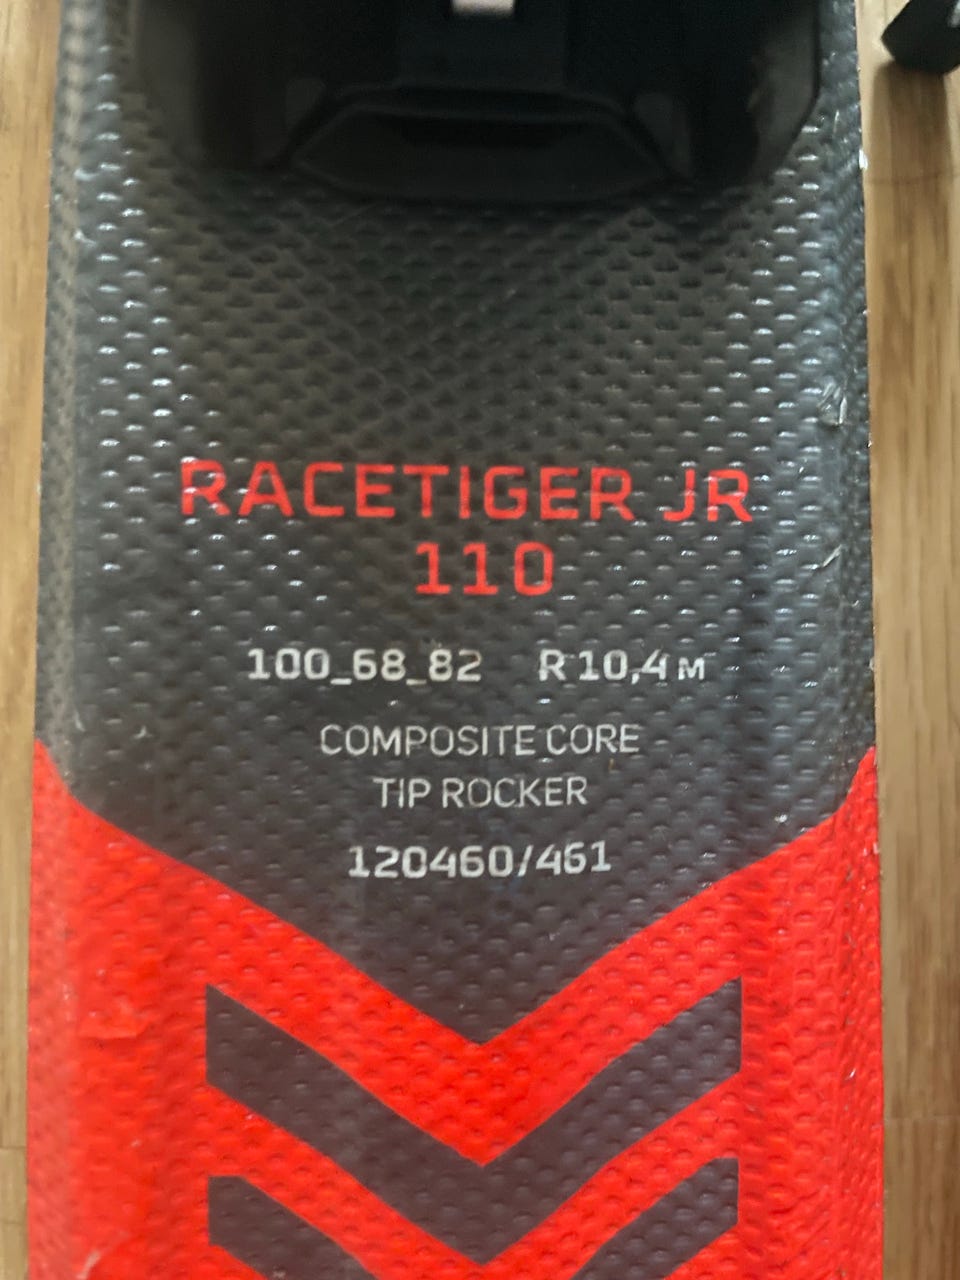 RACETIGER JR
110
100_68_82 R 10,4 M
COMPOSITE CORE
TIP ROCKER
120460/461